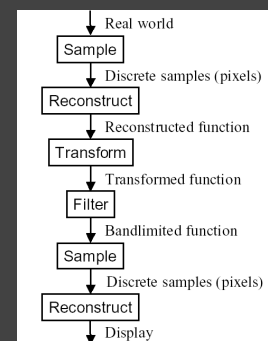 Real world
Sample
Discrete samples (pixels)
Reconstruct
Reconstructed function
Transform
Transformed function
Filter
Bandlimited function
Sample
Discrete samples (pixels)
Reconstruct
Display